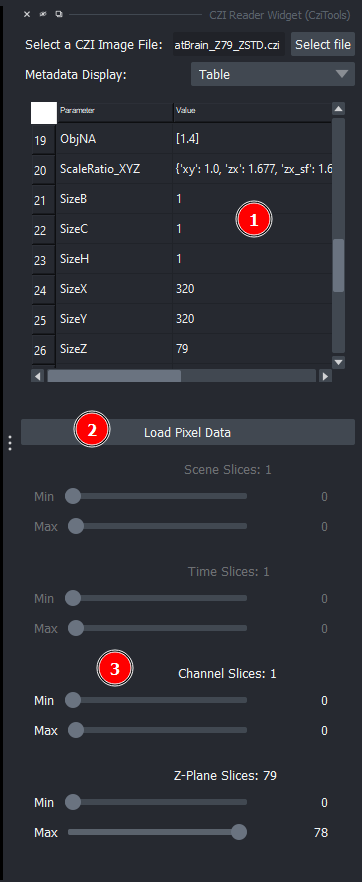 CZI Reader Widget (CziTools)
Select a CZI Image File: atBrain_Z79_ZSTD.czi Select file
Metadata Display: Table
Parameter Value
19 ObjNA [1.4]
20 ScaleRatio_XYZ {'xy': 1.0, 'zx': 1.677, 'zx_sf': 1.6
21 SizeB 1
22 SizeC 1
1
23 SizeH 1
24 SizeX 320
25 SizeY 320
26 SizeZ 79
2 Load Pixel Data
Scene Slices: 1
Min 0
Max 0
Time Slices: 1
Min 0
Max 0
3 Channel Slices: 1
Min 0
Max 0
Z-Plane Slices: 79
Min 0
Max 78